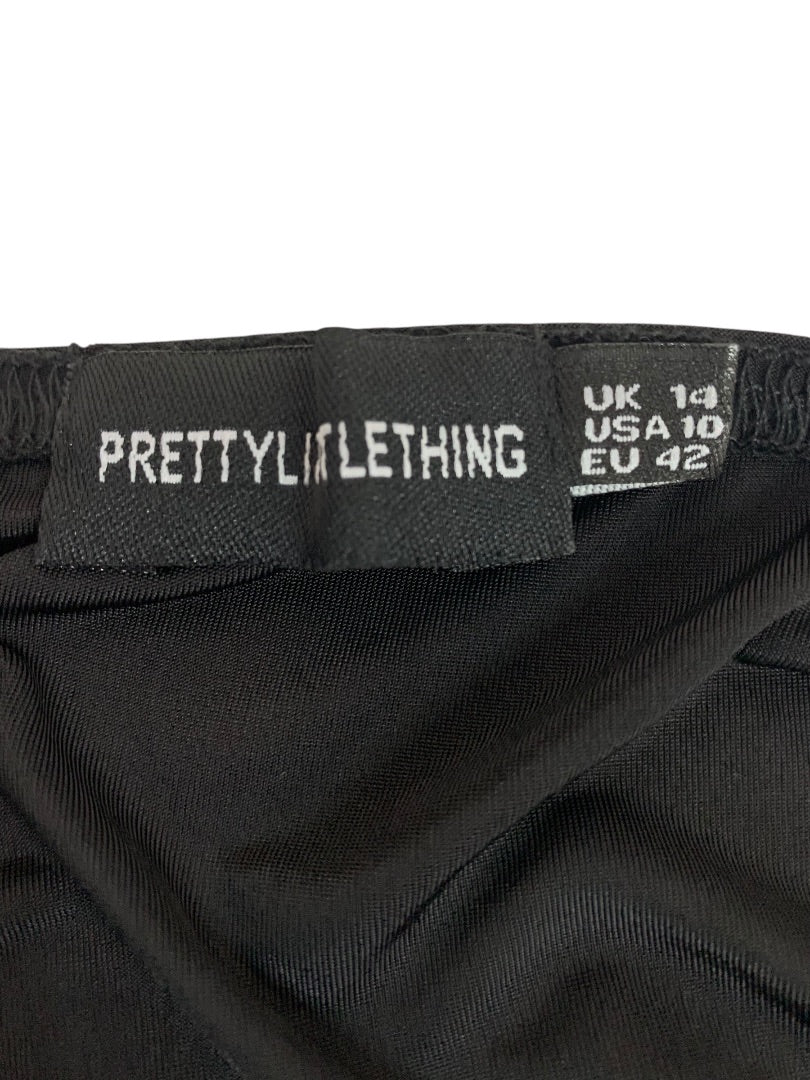 PRETTYLITTLETHING
UK 14
USA 10
EU 42